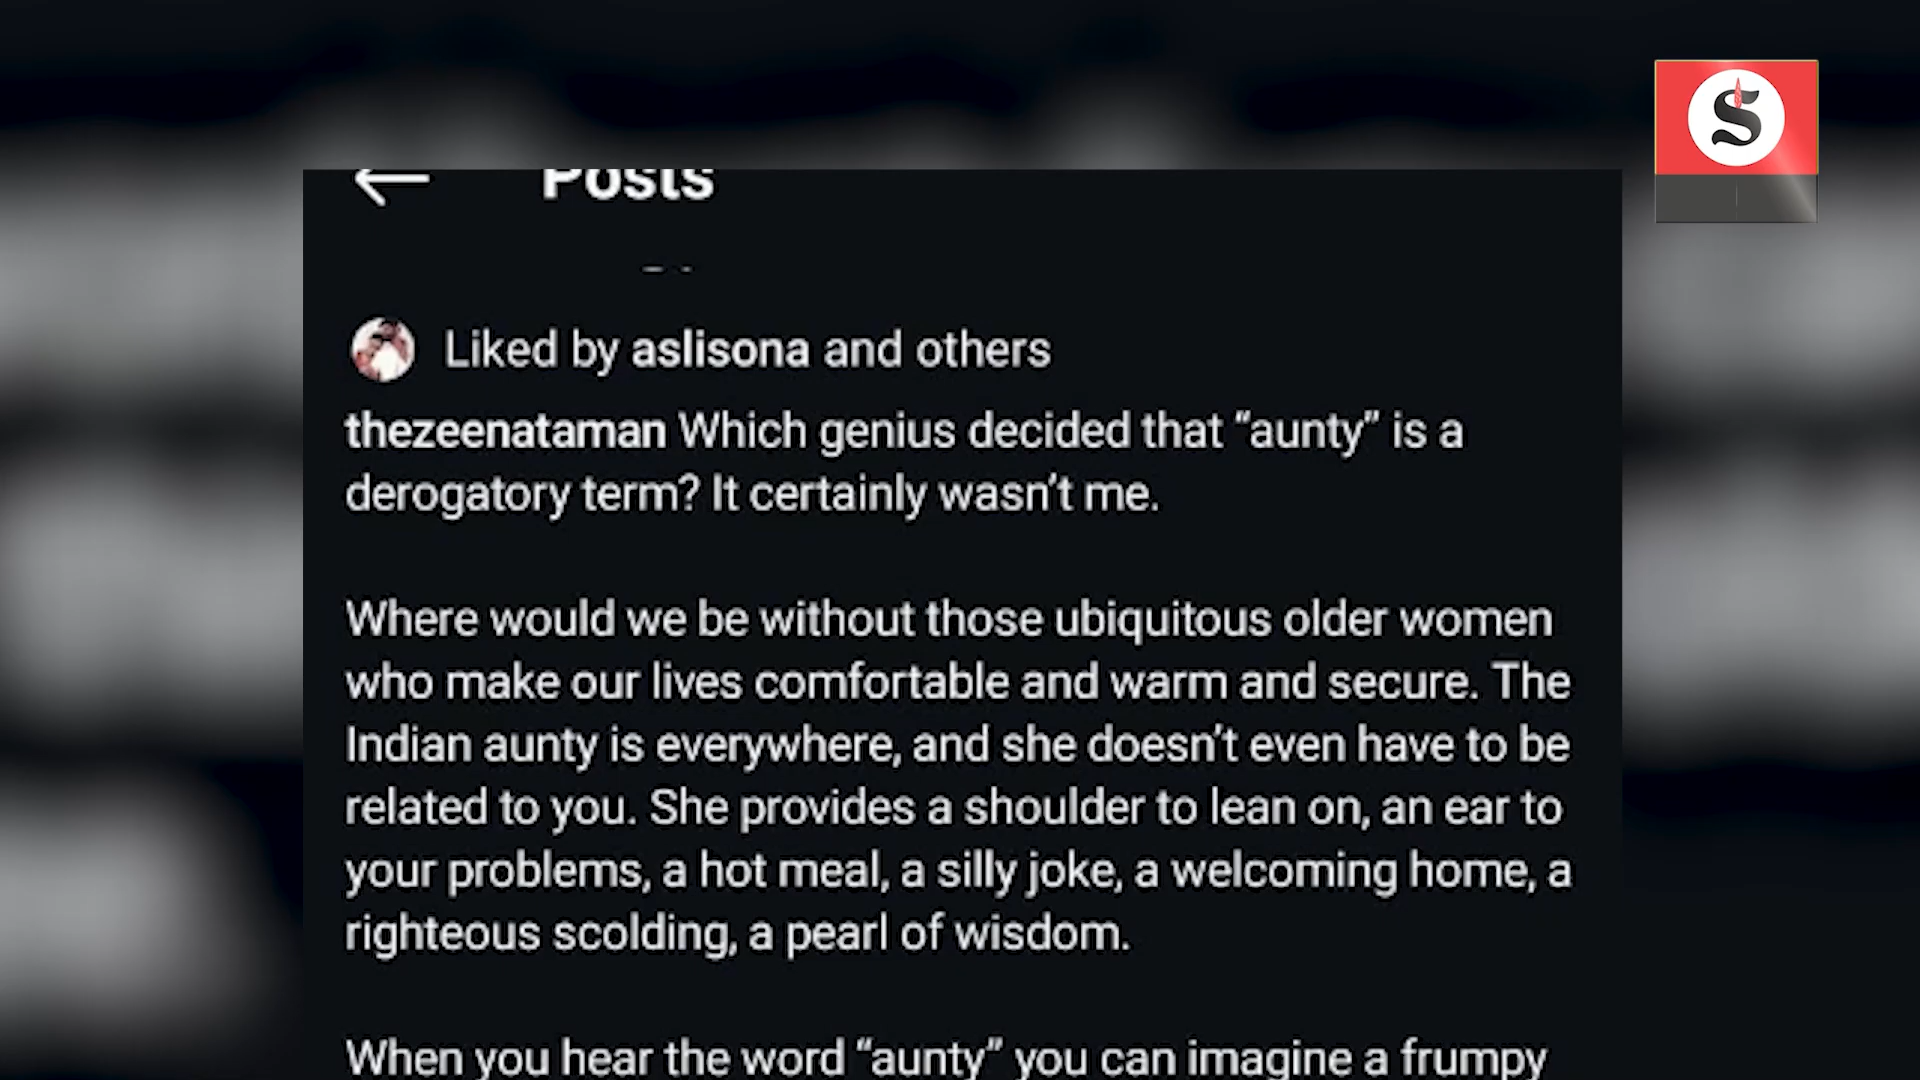 Posts
S
Liked by aslisona and others
thezeenataman Which genius decided that “aunty” is a
derogatory term? It certainly wasn’t me.
Where would we be without those ubiquitous older women
who make our lives comfortable and warm and secure. The
Indian aunty is everywhere, and she doesn’t even have to be
related to you. She provides a shoulder to lean on, an ear to
your problems, a hot meal, a silly joke, a welcoming home, a
righteous scolding, a pearl of wisdom.
When you hear the word “aunty” you can imagine a frumpy